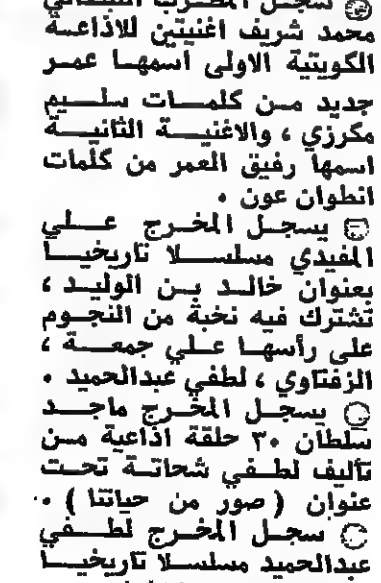 سجل المطرب اللبناني
محمد شريف اغنيتين للاذاعة
الكويتية الاولى اسمها عمر
جديد من كلمات سليم
مكرزي ، والاغنية الثانية
اسمها رفيق العمر من كلمات
انطوان عون .
يسجل المخرج علي
المفيدي مسلسلا تاريخيا
بعنوان خالد بن الوليد ،
تشترك فيه نخبة من النجوم
على رأسها علي جمعة ،
الزفتاوي ، لطفي عبدالحميد .
يسجل المخرج ماجد
سلطان ٣٠ حلقة اذاعية من
تأليف لطفي شحاتة تحت
عنوان ( صور من حياتنا ) .
سجل المخرج لطفي
عبدالحميد مسلسلا تاريخيا